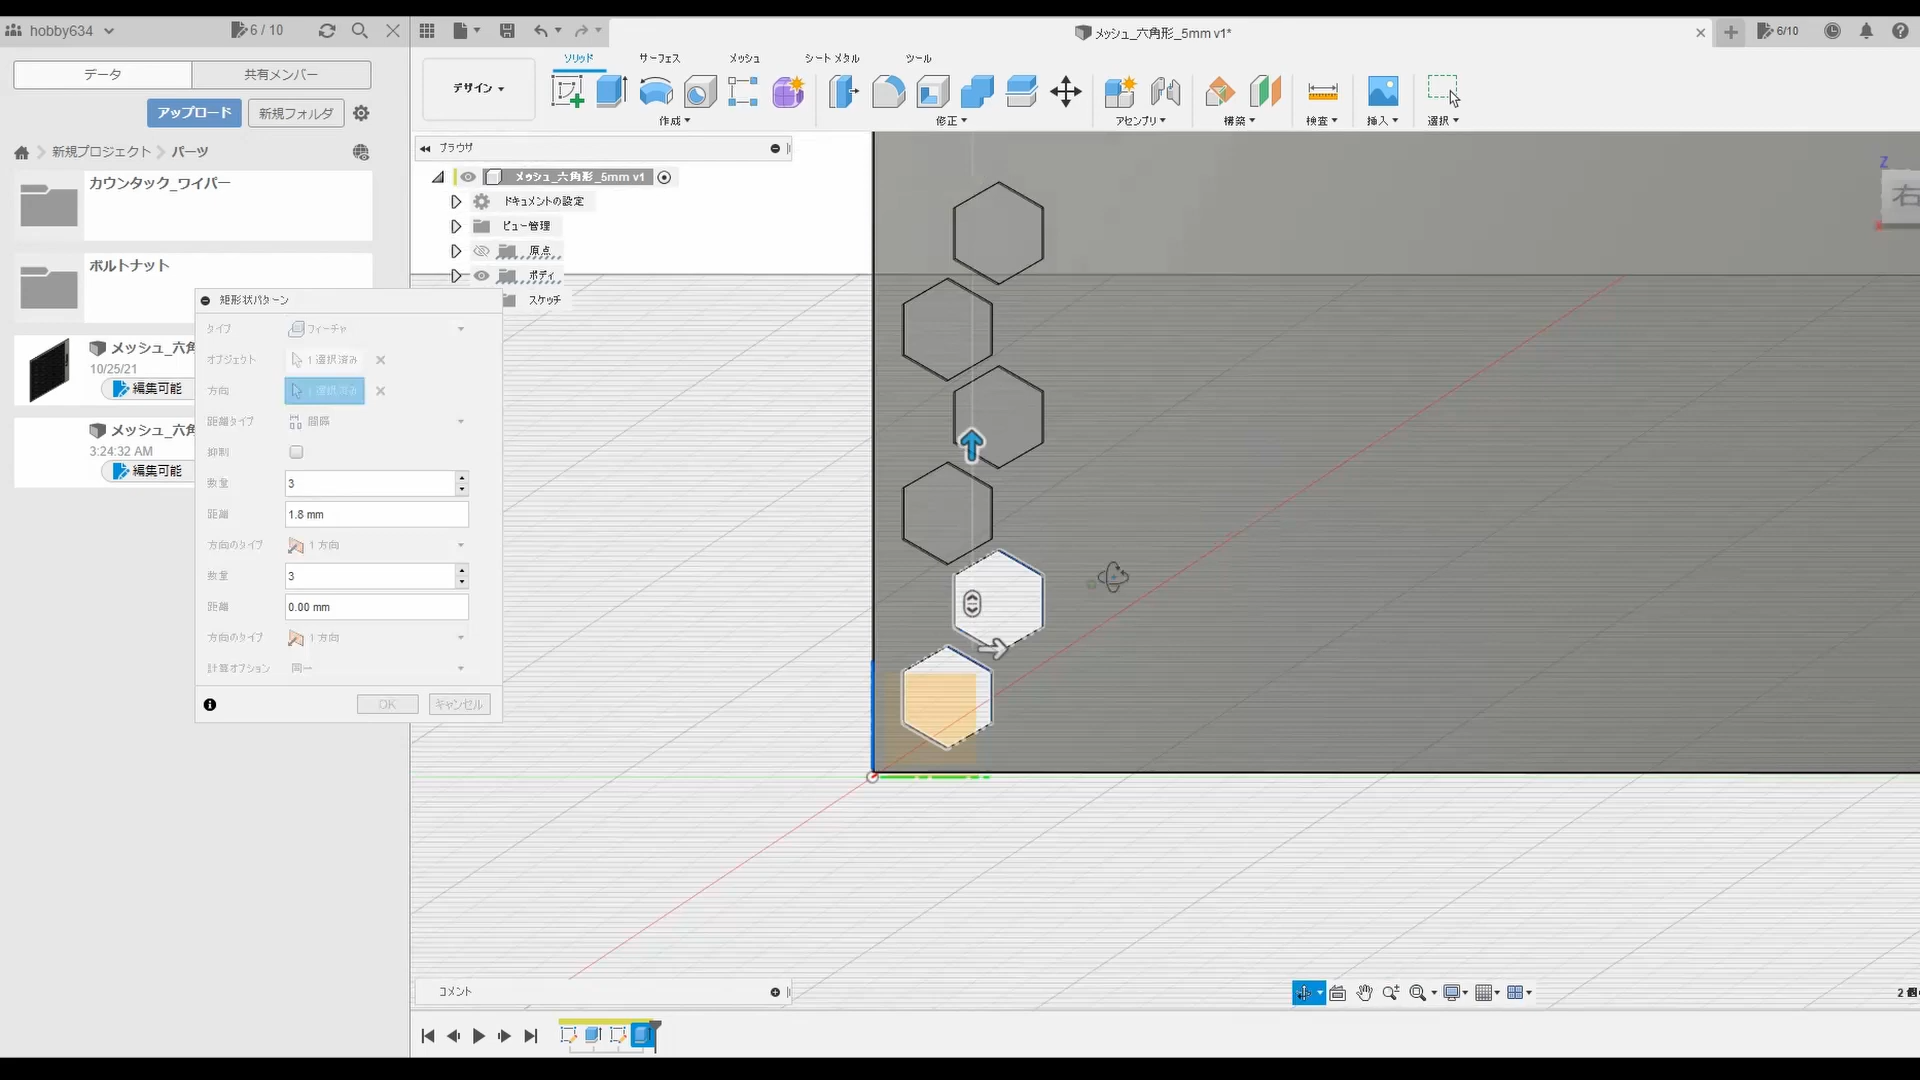 hobby634
6 / 10
メッシュ_六角形_5mm v1*
6/10
データ
共有メンバー
アップロード
新規フォルダ
新規プロジェクト
パーツ
カウンタック_ワイパー
ボルトナット
メッシュ_六角
10/25/21
編集可能
メッシュ_六角
3:24:32 AM
編集可能
デザイン
ソリッド
サーフェス
メッシュ
シート メタル
ツール
作成
修正
アセンブリ
構築
検査
挿入
選択
ブラウザ
メッシュ_六角形_5mm v1
ドキュメントの設定
ビュー管理
原点
ボディ
スケッチ
矩形状パターン
タイプ
フィーチャ
オブジェクト
1 選択済み
方向
1 選択済み
距離タイプ
間隔
抑制
数量
3
距離
1.8 mm
方向のタイプ
1 方向
数量
3
距離
0.00 mm
方向のタイプ
1 方向
計算オプション
同一
OK
キャンセル
Z
右
X
コメント
2 個